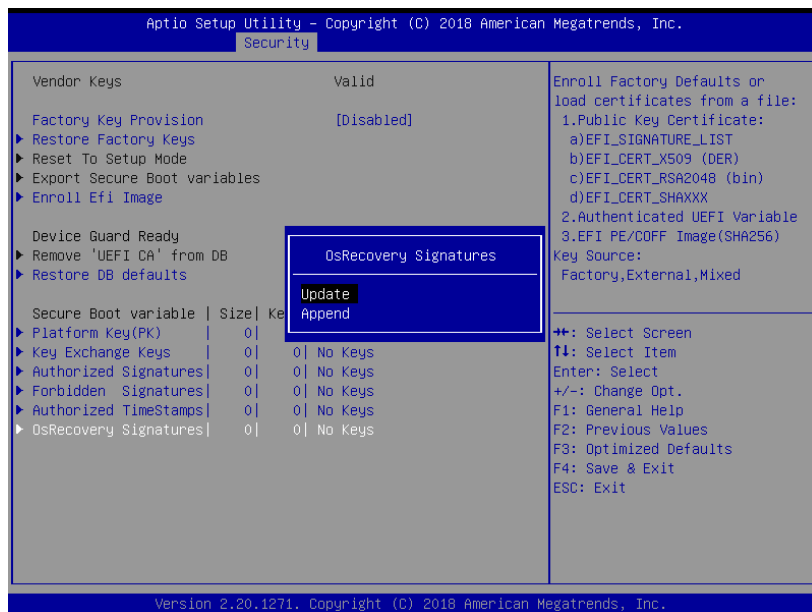 Aptio Setup Utility – Copyright (C) 2018 American Megatrends, Inc.
Security
Vendor Keys Valid
Factory Key Provision [Disabled]
Restore Factory Keys
Reset To Setup Mode
Export Secure Boot variables
Enroll Efi Image
Device Guard Ready
Remove 'UEFI CA' from DB
Restore DB defaults
Secure Boot variable | Size| Ke
Platform Key(PK) | 0|
Key Exchange Keys | 0| 0| No Keys
Authorized Signatures| 0| 0| No Keys
Forbidden Signatures| 0| 0| No Keys
Authorized TimeStamps| 0| 0| No Keys
OsRecovery Signatures| 0| 0| No Keys
OsRecovery Signatures
Update
Append
Enroll Factory Defaults or
load certificates from a file:
1.Public Key Certificate:
a)EFI_SIGNATURE_LIST
b)EFI_CERT_X509 (DER)
c)EFI_CERT_RSA2048 (bin)
d)EFI_CERT_SHAXXX
2.Authenticated UEFI Variable
3.EFI PE/COFF Image(SHA256)
Key Source:
Factory,External,Mixed
→←: Select Screen
↑↓: Select Item
Enter: Select
+/-: Change Opt.
F1: General Help
F2: Previous Values
F3: Optimized Defaults
F4: Save & Exit
ESC: Exit
Version 2.20.1271. Copyright (C) 2018 American Megatrends, Inc.